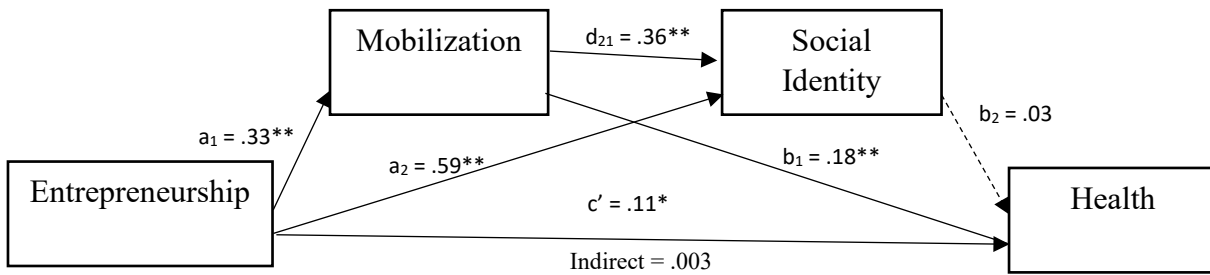 Mobilization
d21 = .36**
Social
Identity
a1 = .33**
b2 = .03
a2 = .59**
b1 = .18**
Entrepreneurship
Health
c’ = .11*
Indirect = .003